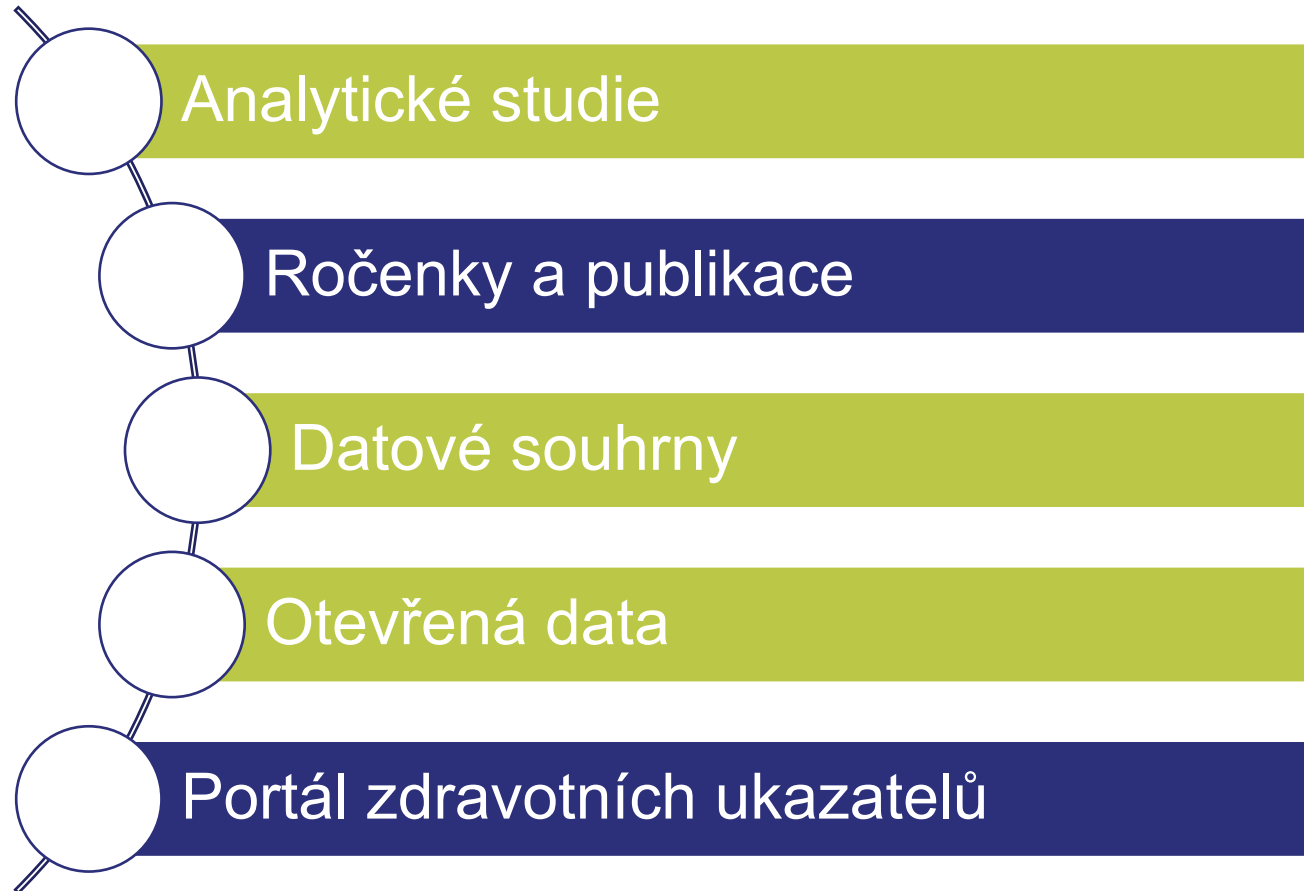 Analytické studie
Ročenky a publikace
Datové souhrny
Otevřená data
Portál zdravotních ukazatelů